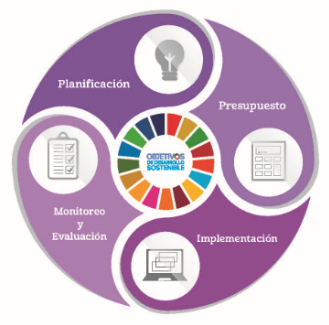 Planificación
Presupuesto
OBJETIVOS
DE DESARROLLO
SOSTENIBLE
Monitoreo
y
Evaluación
Implementación